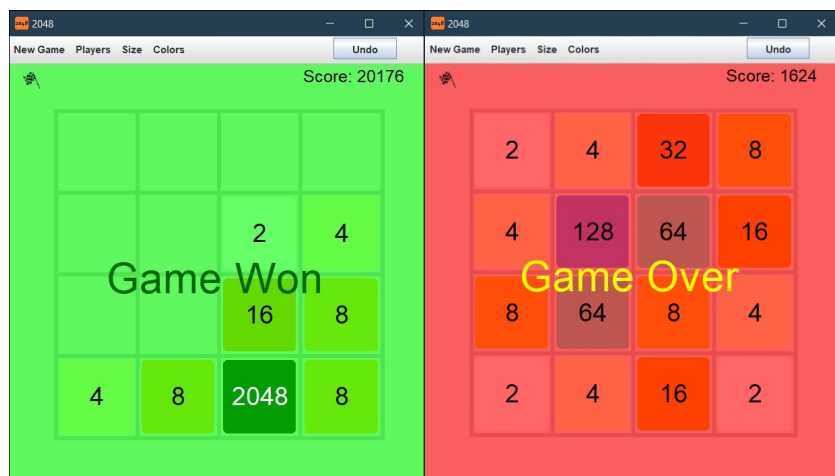 2048
New Game Players Size Colors Undo
Score: 20176
2 4
Game Won
16 8
4 8 2048 8
2048
New Game Players Size Colors Undo
Score: 1624
2 4 32 8
4 128 64 16
Game Over
8 64 8 4
2 4 16 2